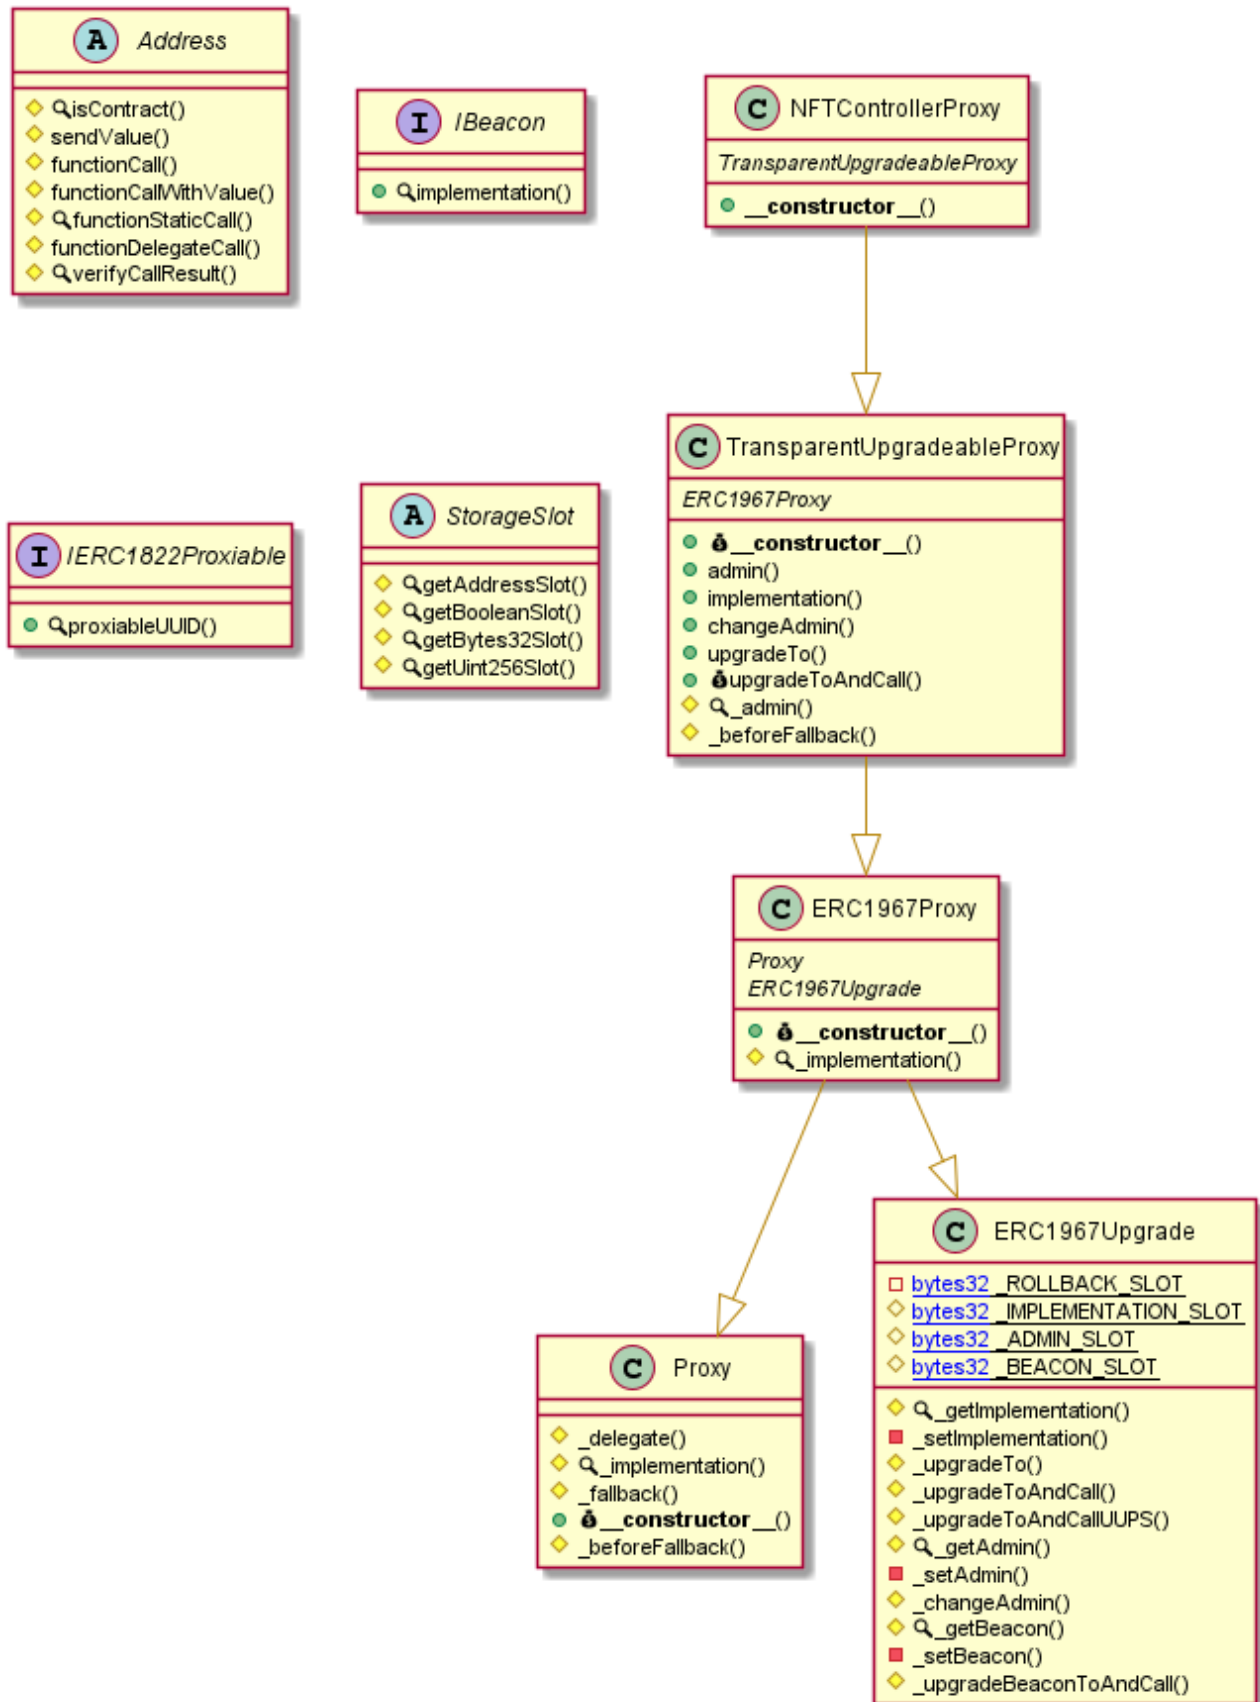 A Address
isContract()
sendValue()
functionCall()
functionCallWithValue()
functionStaticCall()
functionDelegateCall()
verifyCallResult()
I IBeacon
implementation()
C NFTControllerProxy
TransparentUpgradeableProxy
__constructor__()
I IERC1822Proxiable
proxiableUUID()
A StorageSlot
getAddressSlot()
getBooleanSlot()
getBytes32Slot()
getUint256Slot()
C TransparentUpgradeableProxy
ERC1967Proxy
__constructor__()
admin()
implementation()
changeAdmin()
upgradeTo()
upgradeToAndCall()
_admin()
_beforeFallback()
C ERC1967Proxy
Proxy
ERC1967Upgrade
__constructor__()
_implementation()
C Proxy
_delegate()
_implementation()
_fallback()
__constructor__()
_beforeFallback()
C ERC1967Upgrade
bytes32 _ROLLBACK_SLOT
bytes32 _IMPLEMENTATION_SLOT
bytes32 _ADMIN_SLOT
bytes32 _BEACON_SLOT
_getImplementation()
_setImplementation()
_upgradeTo()
_upgradeToAndCall()
_upgradeToAndCallUUPS()
_getAdmin()
_setAdmin()
_changeAdmin()
_getBeacon()
_setBeacon()
_upgradeBeaconToAndCall()